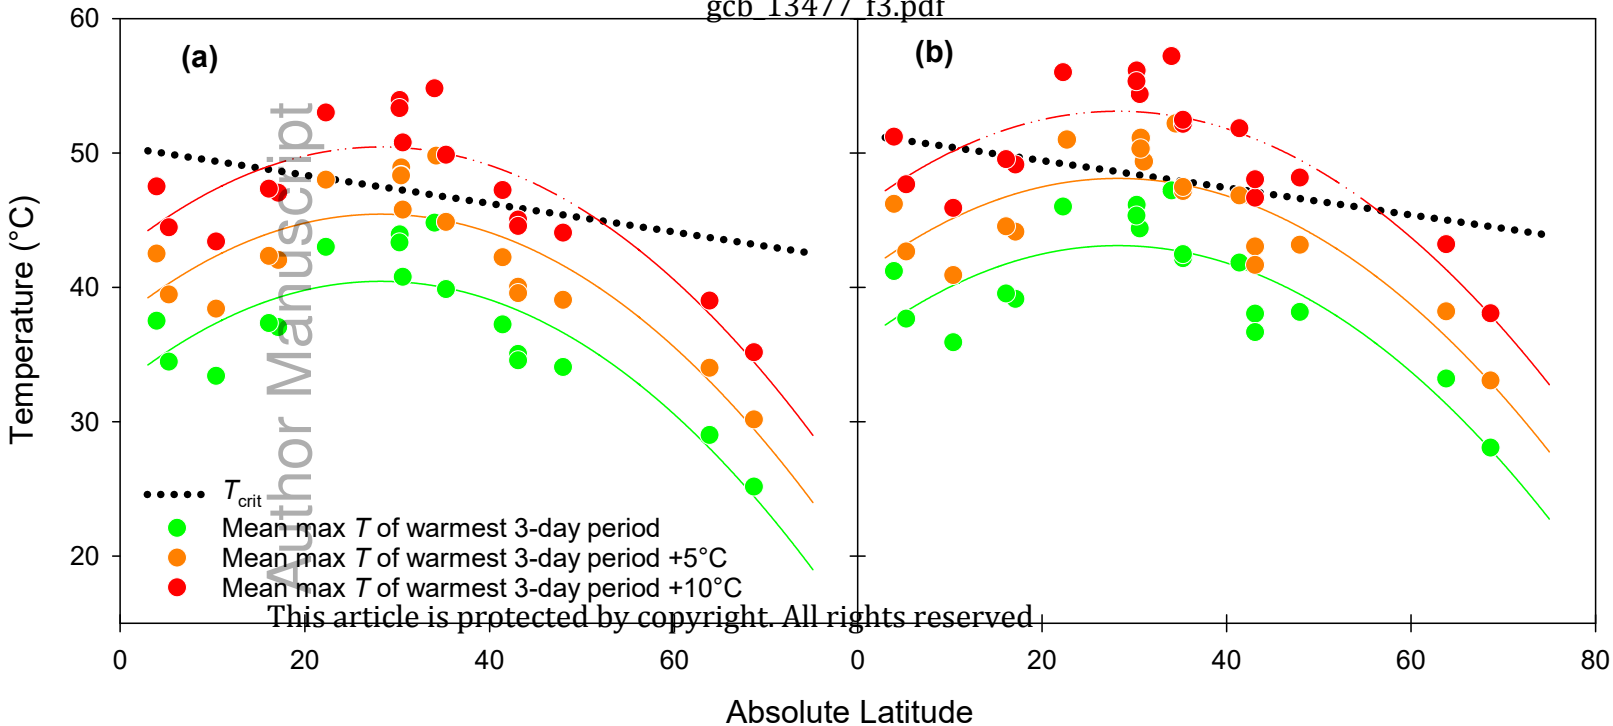 gcb_13477_f3.pdf
60
50
40
30
20
Temperature (°C)
(a)
(b)
Author Manuscript
Tcrit
Mean max T of warmest 3-day period
Mean max T of warmest 3-day period +5°C
Mean max T of warmest 3-day period +10°C
This article is protected by copyright. All rights reserved
0 20 40 60 0 20 40 60 80
Absolute Latitude